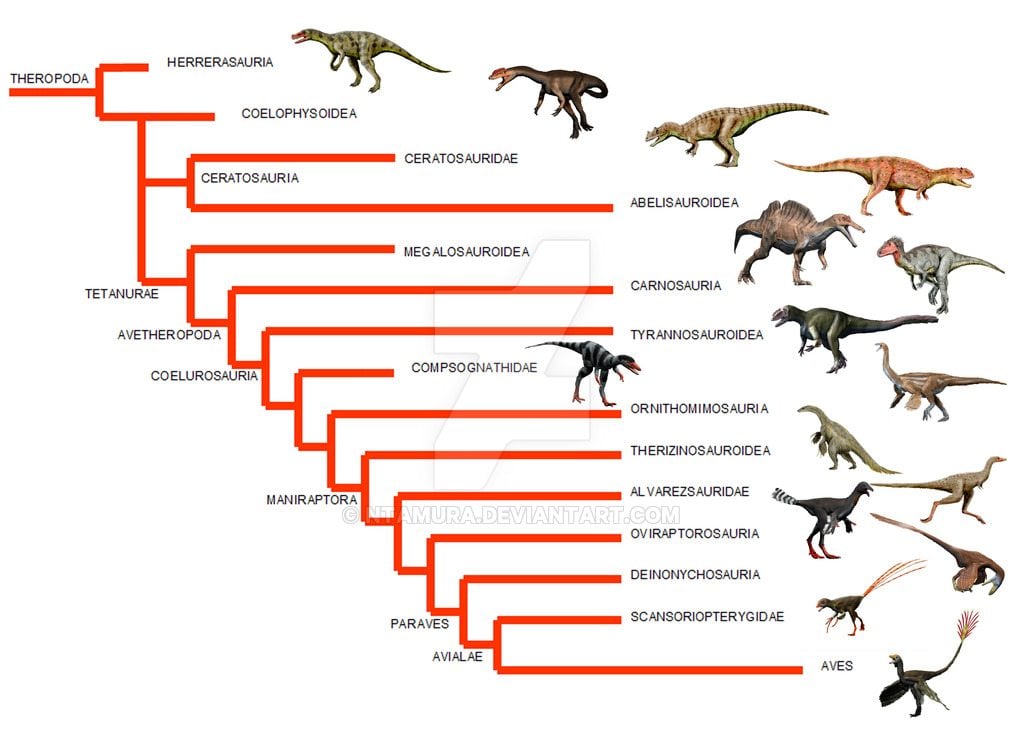 HERRERASAURIA
THEROPODA
COELOPHYSOIDEA
CERATOSAURIDAE
CERATOSAURIA
ABELISAUROIDEA
MEGALOSAUROIDEA
CARNOSAURIA
TETANURAE
AVETHEROPODA
TYRANNOSAUROIDEA
COMPSOGNATHIDAE
COELUROSAURIA
ORNITHOMIMOSAURIA
THERIZINOSAUROIDEA
ALVAREZSAURIDAE
MANIRAPTORA
© NTAMURA.DEVIANTART.COM
OVIRAPTOROSAURIA
DEINONYCHOSAURIA
SCANSORIOPTERYGIDAE
PARAVES
AVIALAE
AVES